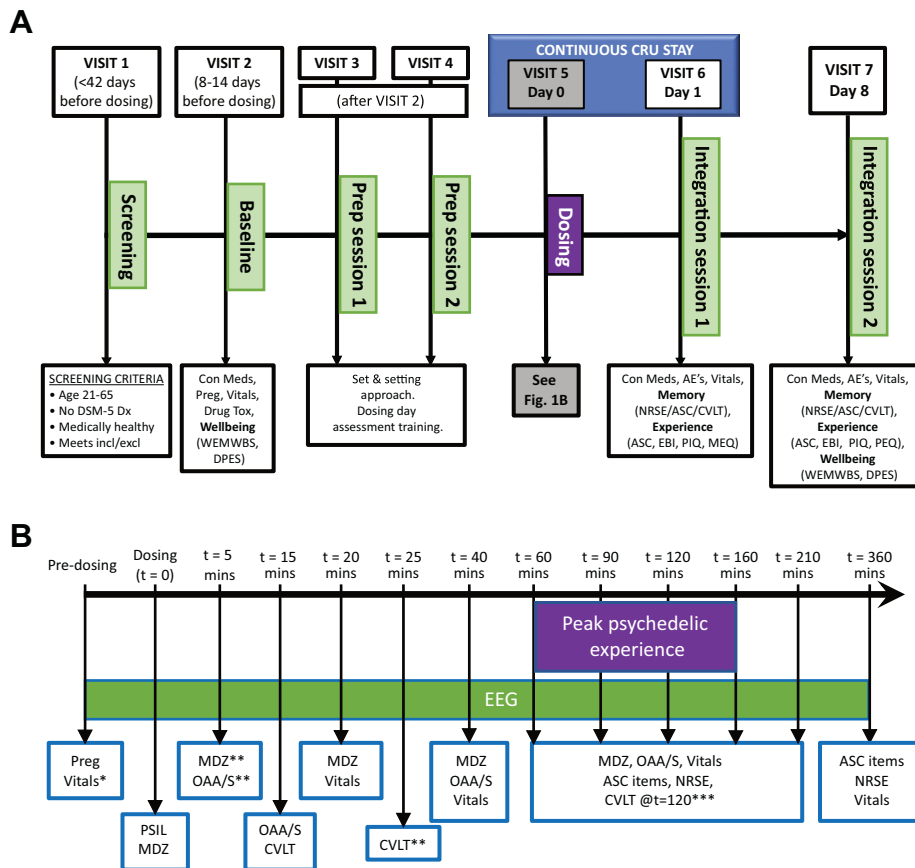 A
VISIT 1
(<42 days
before dosing)
VISIT 2
(8-14 days
before dosing)
VISIT 3
VISIT 4
(after VISIT 2)
CONTINUOUS CRU STAY
VISIT 5
Day 0
VISIT 6
Day 1
VISIT 7
Day 8
Screening
Baseline
Prep session 1
Prep session 2
Dosing
Integration session 1
Integration session 2
SCREENING CRITERIA
• Age 21-65
• No DSM-5 Dx
• Medically healthy
• Meets incl/excl
Con Meds,
Preg, Vitals,
Drug Tox,
Wellbeing
(WEMWBS,
DPES)
Set & setting
approach.
Dosing day
assessment training.
See
Fig. 1B
Con Meds, AE's, Vitals,
Memory
(NRSE/ASC/CVLT),
Experience
(ASC, EBI, PIQ, MEQ)
Con Meds, AE's, Vitals,
Memory
(NRSE/ASC/CVLT),
Experience
(ASC, EBI, PIQ, PEQ),
Wellbeing
(WEMWBS, DPES)
B
Pre-dosing
Dosing
(t = 0)
t = 5
mins
t = 15
mins
t = 20
mins
t = 25
mins
t = 40
mins
t = 60
mins
t = 90
mins
t = 120
mins
t = 160
mins
t = 210
mins
t = 360
mins
Peak psychedelic
experience
EEG
Preg
Vitals*
PSIL
MDZ
MDZ**
OAA/S**
OAA/S
CVLT
MDZ
Vitals
CVLT**
MDZ
OAA/S
Vitals
MDZ, OAA/S, Vitals
ASC items, NRSE,
CVLT @t=120***
ASC items
NRSE
Vitals